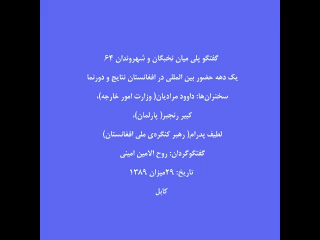 گفتگو پلی میان نخبگان و شهروندان ۶۴
یک دهه حضور بین المللی در افغانستان نتایج و دورنما
سخنران‌ها: داوود مرادیان( وزارت امور خارجه)،
کبیر رنجبر( پارلمان)،
لطیف پدرام( رهبر کنگره‌ی ملی افغانستان)
گفتگوگردان: روح الامین امینی
تاریخ: ۲۹میزان ۱۳۸۹
کابل